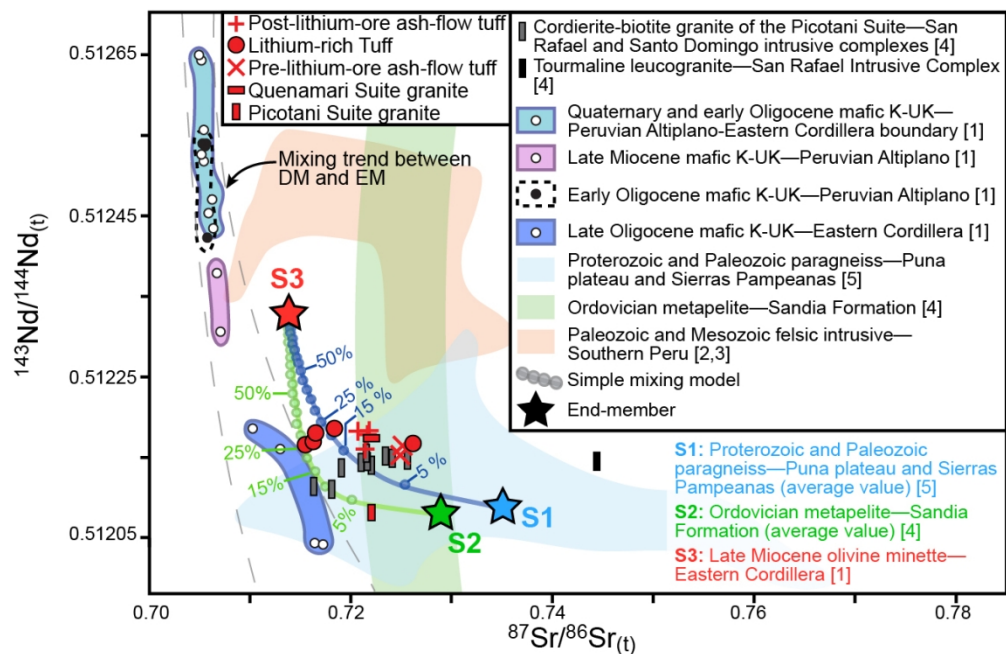 Post-lithium-ore ash-flow tuff
Lithium-rich Tuff
Pre-lithium-ore ash-flow tuff
Quenamari Suite granite
Picotani Suite granite
Cordierite-biotite granite of the Picotani Suite—San
Rafael and Santo Domingo intrusive complexes [4]
Tourmaline leucogranite—San Rafael Intrusive Complex
[4]
Quaternary and early Oligocene mafic K-UK—
Peruvian Altiplano-Eastern Cordillera boundary [1]
Late Miocene mafic K-UK—Peruvian Altiplano [1]
Early Oligocene mafic K-UK—Peruvian Altiplano [1]
Late Oligocene mafic K-UK—Eastern Cordillera [1]
Proterozoic and Paleozoic paragneiss—Puna
plateau and Sierras Pampeanas [5]
Ordovician metapelite—Sandia Formation [4]
Paleozoic and Mesozoic felsic intrusive—
Southern Peru [2,3]
Simple mixing model
End-member
S1: Proterozoic and Paleozoic
paragneiss—Puna plateau and Sierras
Pampeanas (average value)
[5]
S2: Ordovician metapelite—Sandia
Formation (average value) [4]
S3: Late Miocene olivine minette—
Eastern Cordillera [1]
Mixing trend between
DM and EM
S3
50%
25 %
15 %
5 %
50%
25%
15%
5%
S2
S1
143Nd/144Nd(t)
0.51265
0.51245
0.51225
0.51205
0.70
0.72
0.74
0.76
0.78
87Sr/86Sr(t)